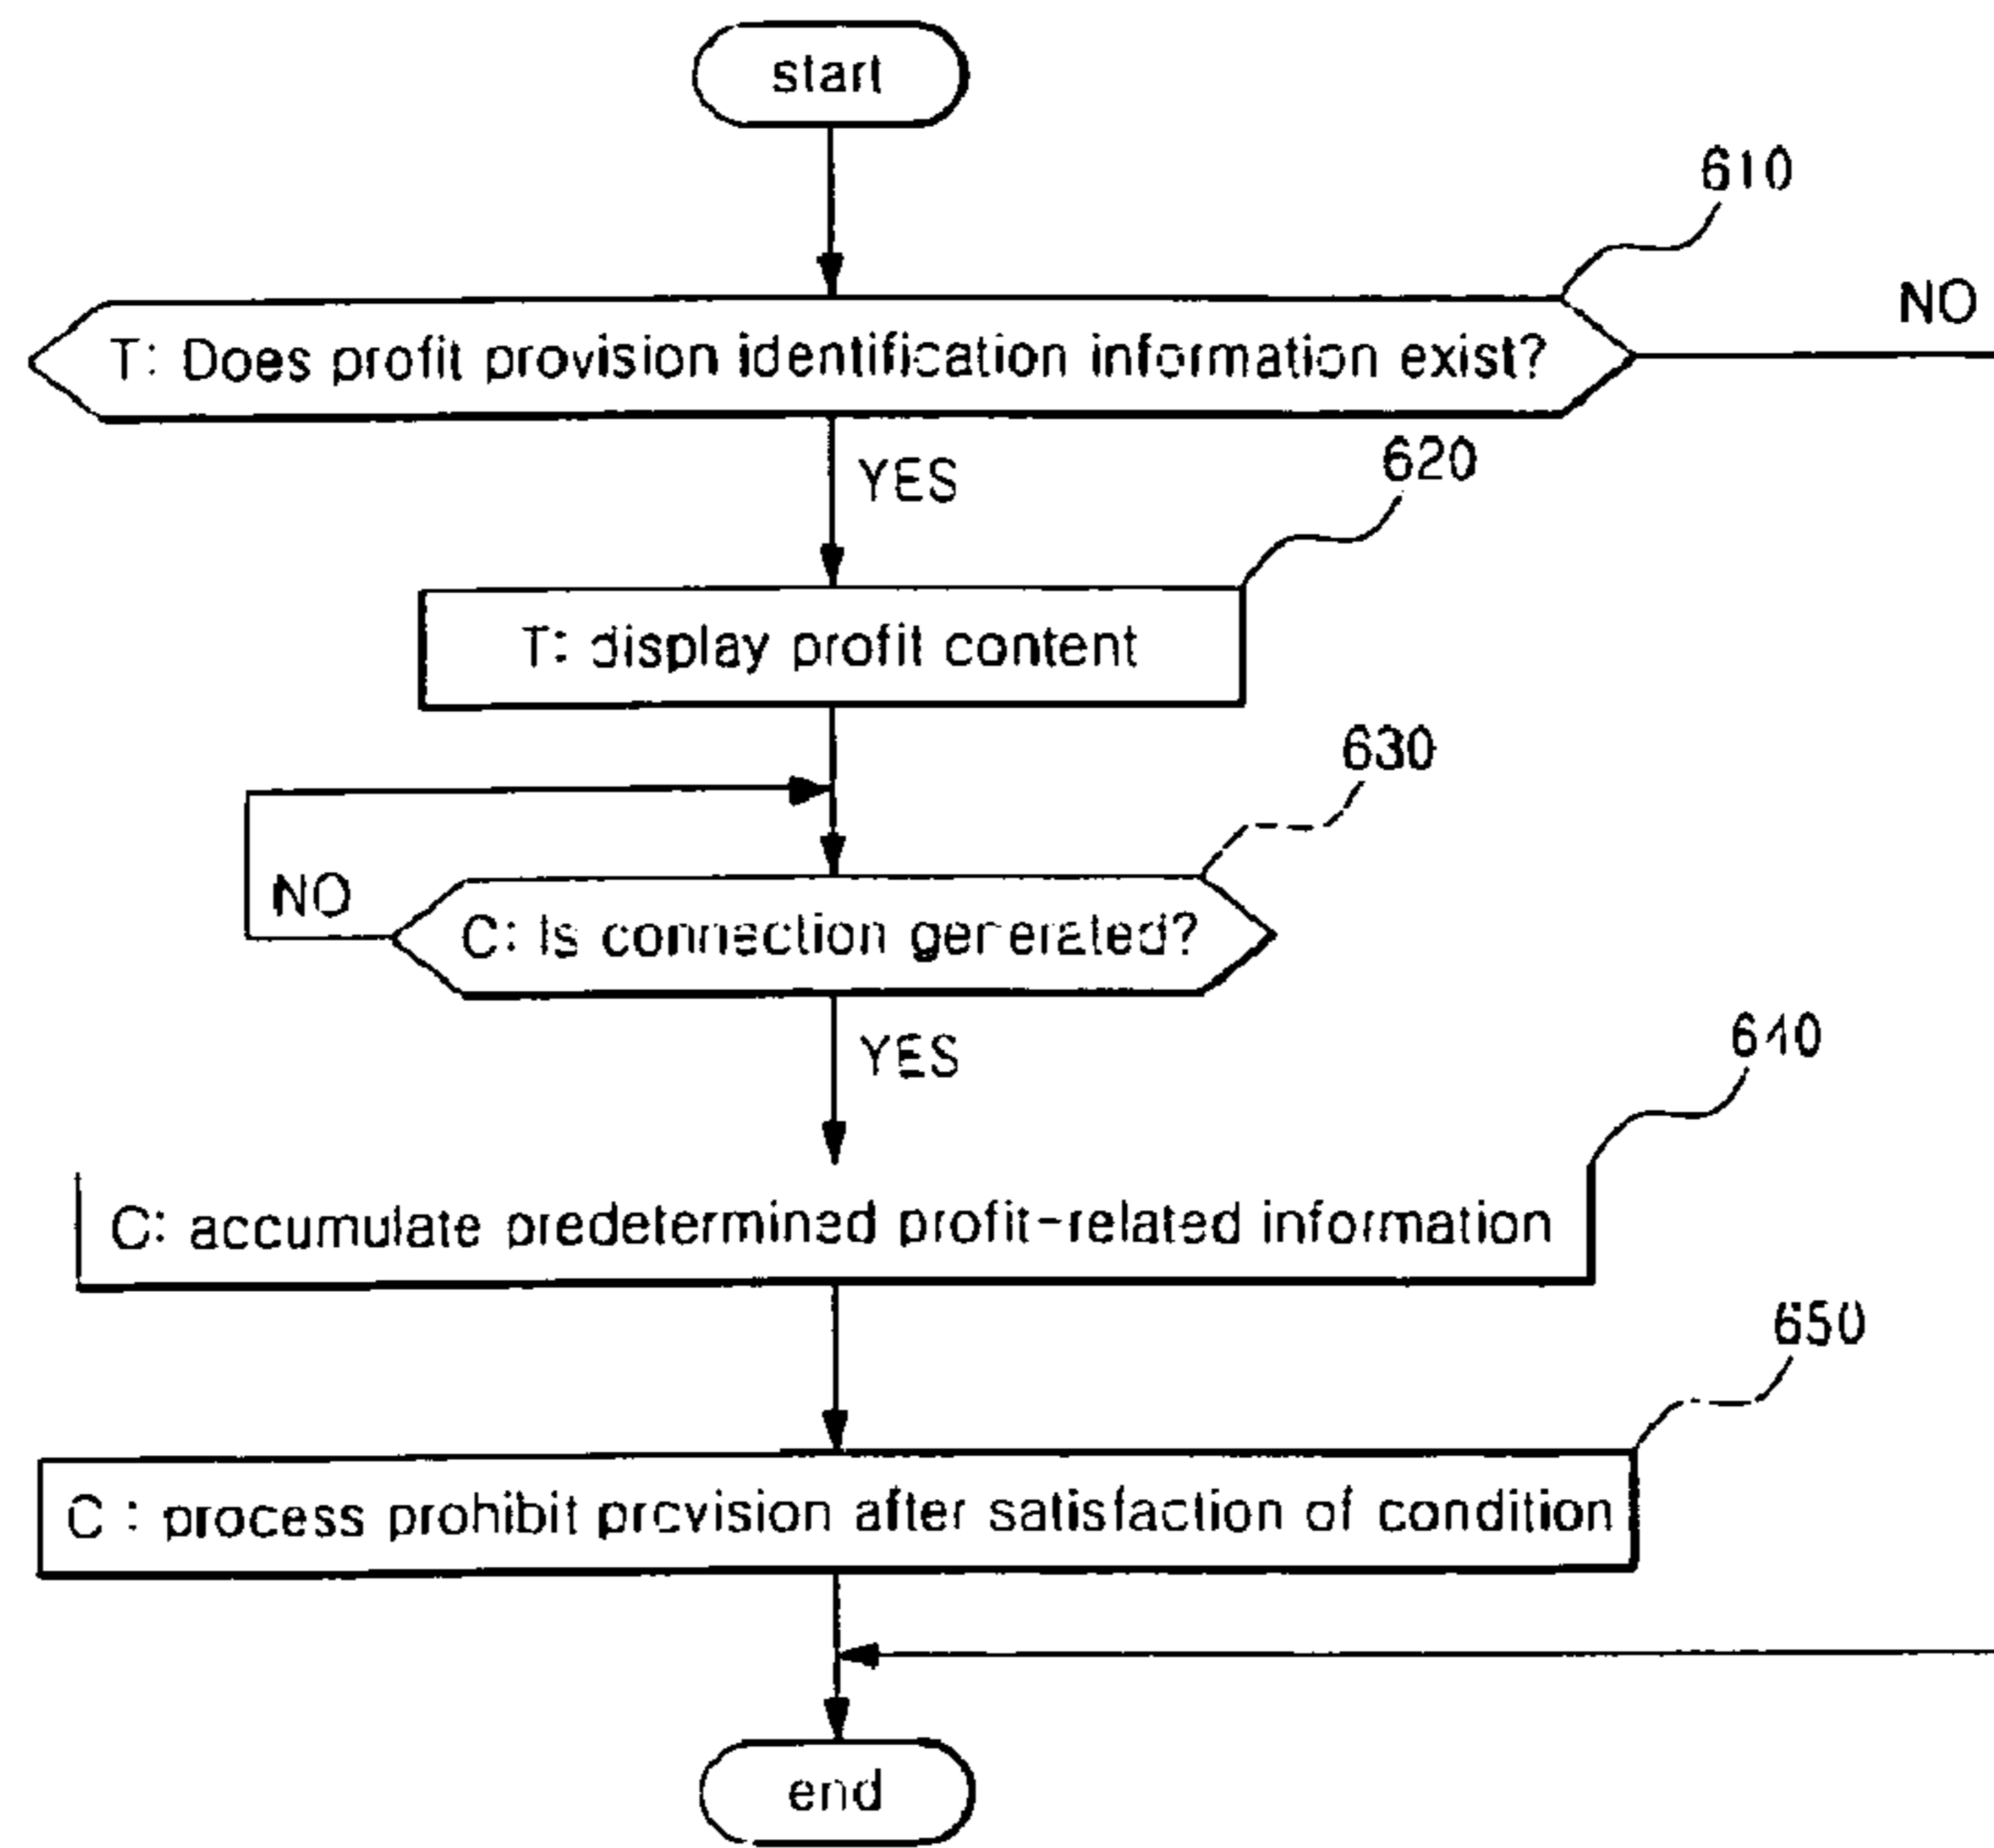 start
610
NO
T: Does profit provision identification information exist?
YES
620
T: display profit content
630
NO
C: Is connection generated?
YES
640
C: accumulate predetermined profit-related information
650
C : process prohibit provision after satisfaction of condition
end